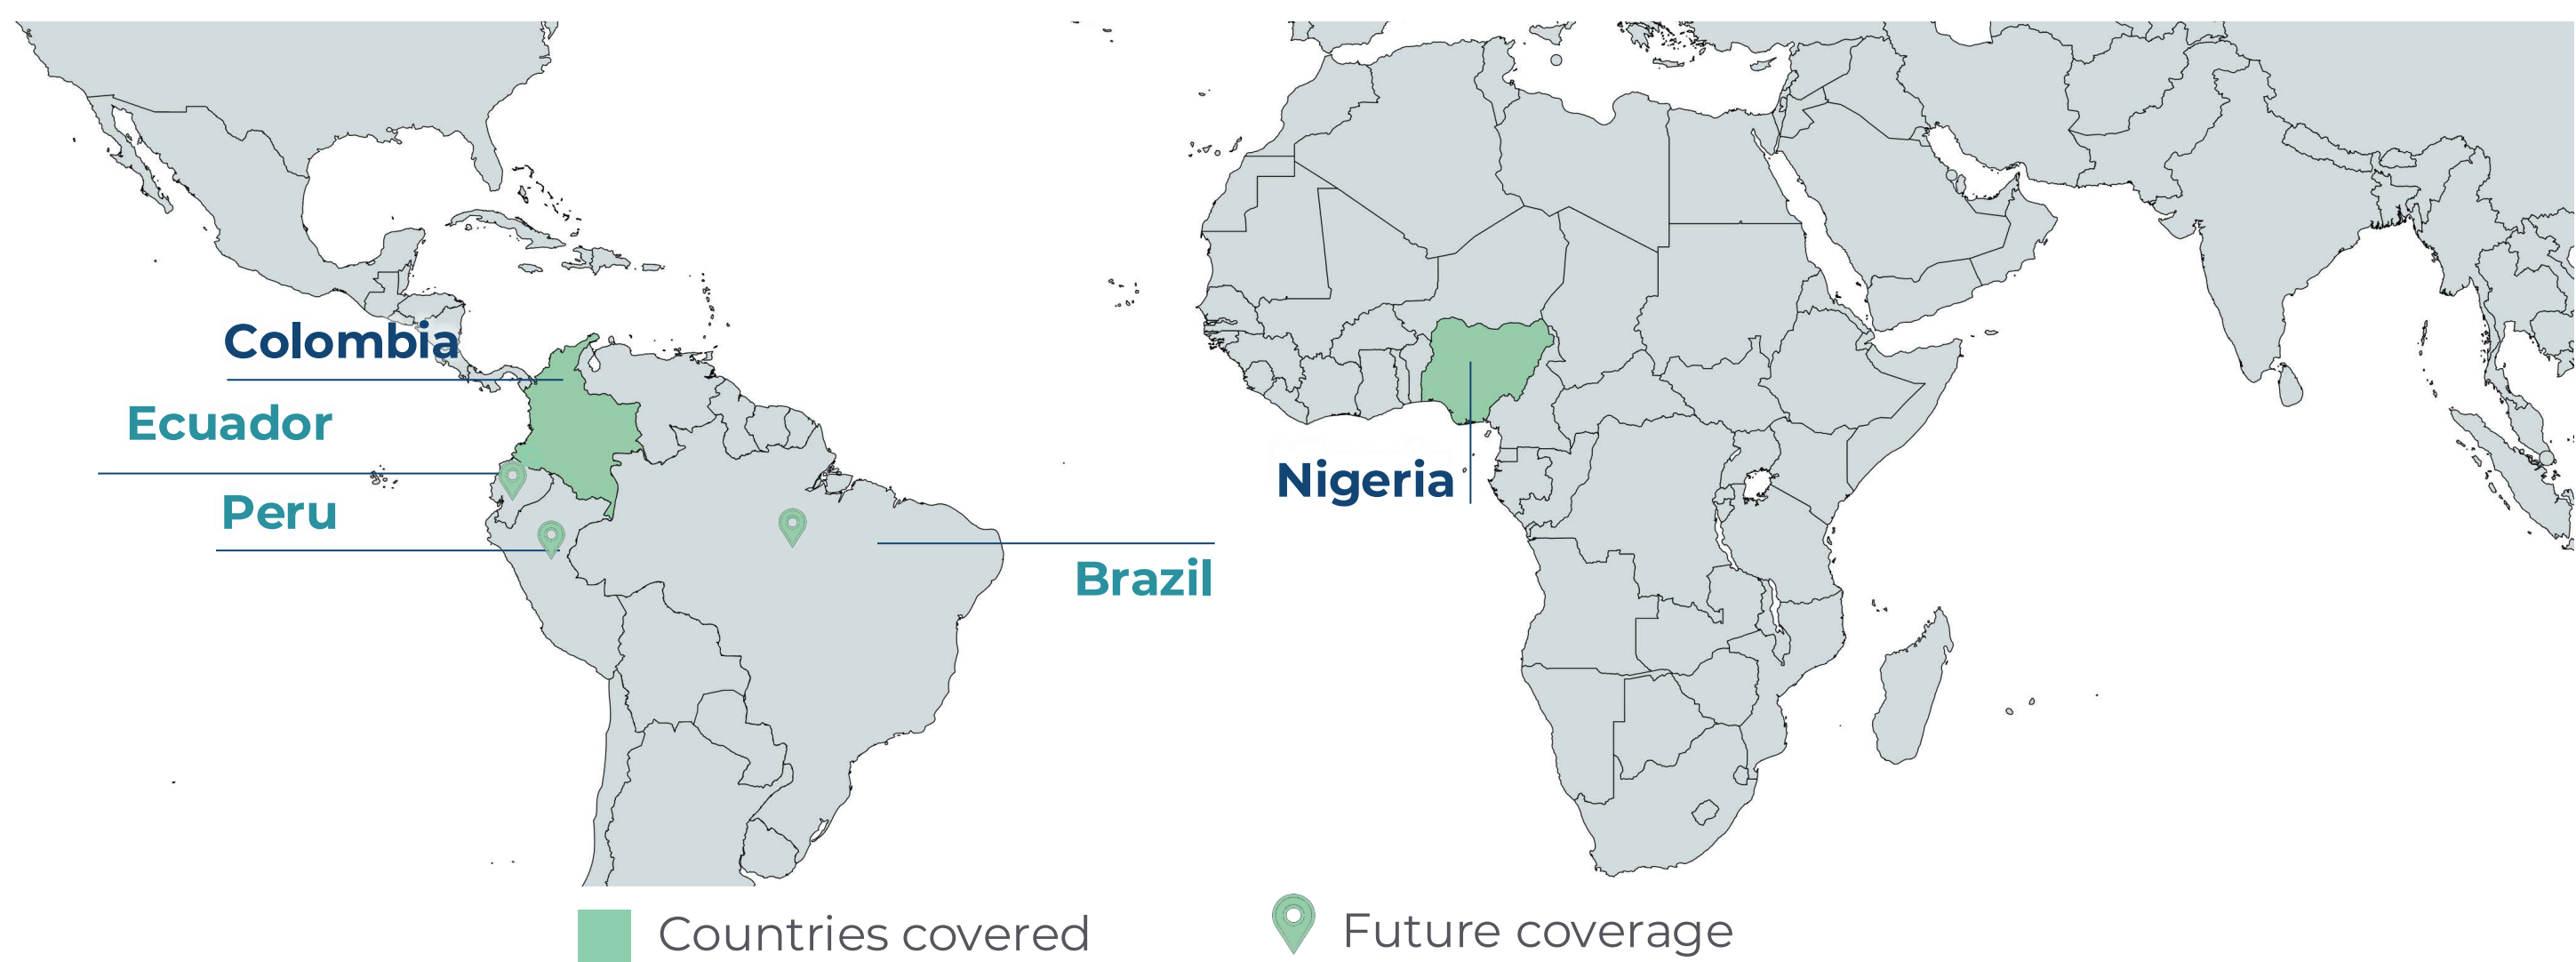 Colombia
Ecuador
Peru
Brazil
Nigeria
Countries covered
Future coverage